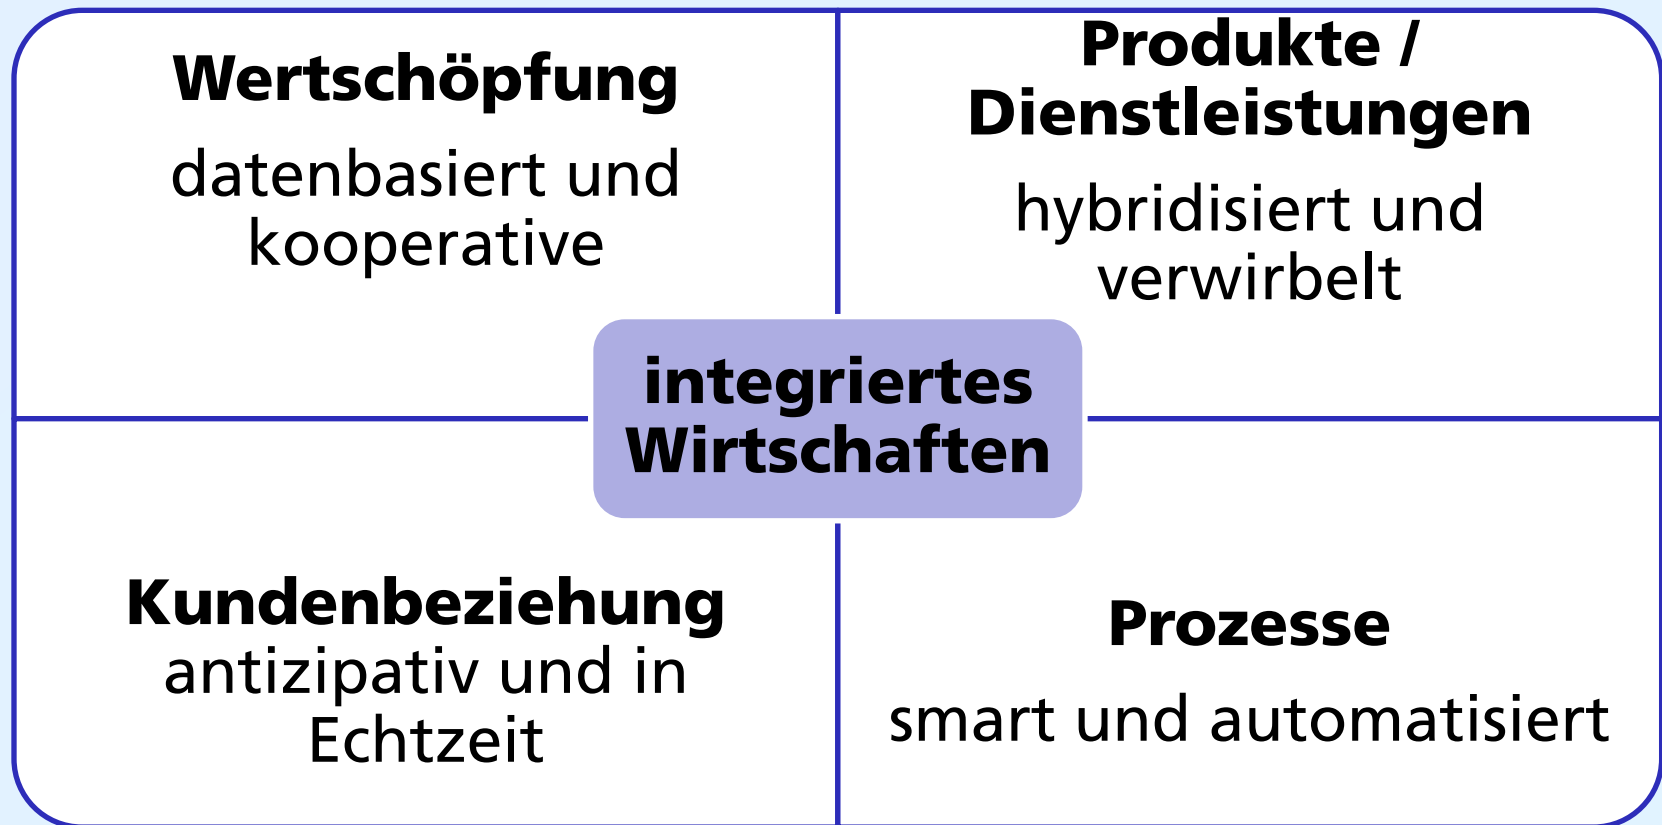 Wertschöpfung
datenbasiert und
kooperative
Produkte /
Dienstleistungen
hybridisiert und
verwirbelt
integriertes
Wirtschaften
Kundenbeziehung
antizipativ und in
Echtzeit
Prozesse
smart und automatisiert